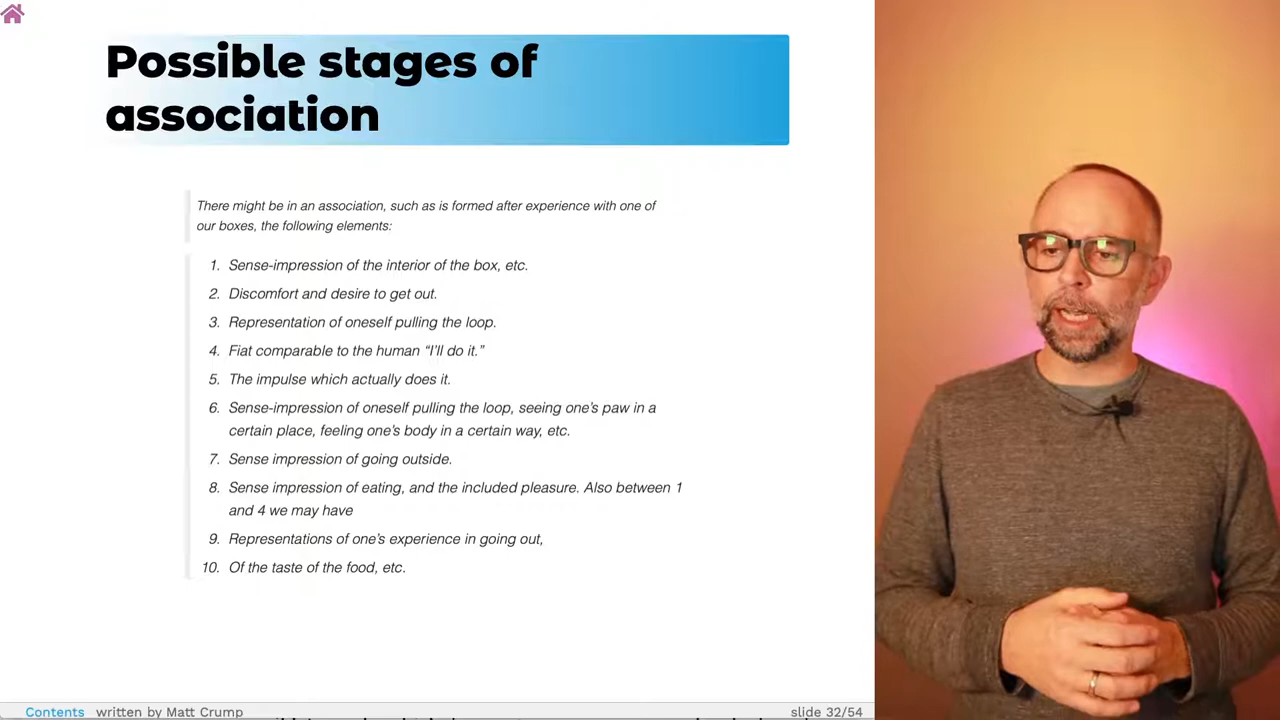 Possible stages of
association
There might be in an association, such as is formed after experience with one of
our boxes, the following elements:
1. Sense-impression of the interior of the box, etc.
2. Discomfort and desire to get out.
3. Representation of oneself pulling the loop.
4. Fiat comparable to the human “I’ll do it.”
5. The impulse which actually does it.
6. Sense-impression of oneself pulling the loop, seeing one’s paw in a
certain place, feeling one’s body in a certain way, etc.
7. Sense impression of going outside.
8. Sense impression of eating, and the included pleasure. Also between 1
and 4 we may have
9. Representations of one’s experience in going out,
10. Of the taste of the food, etc.
Contents written by Matt Crump slide 32/54